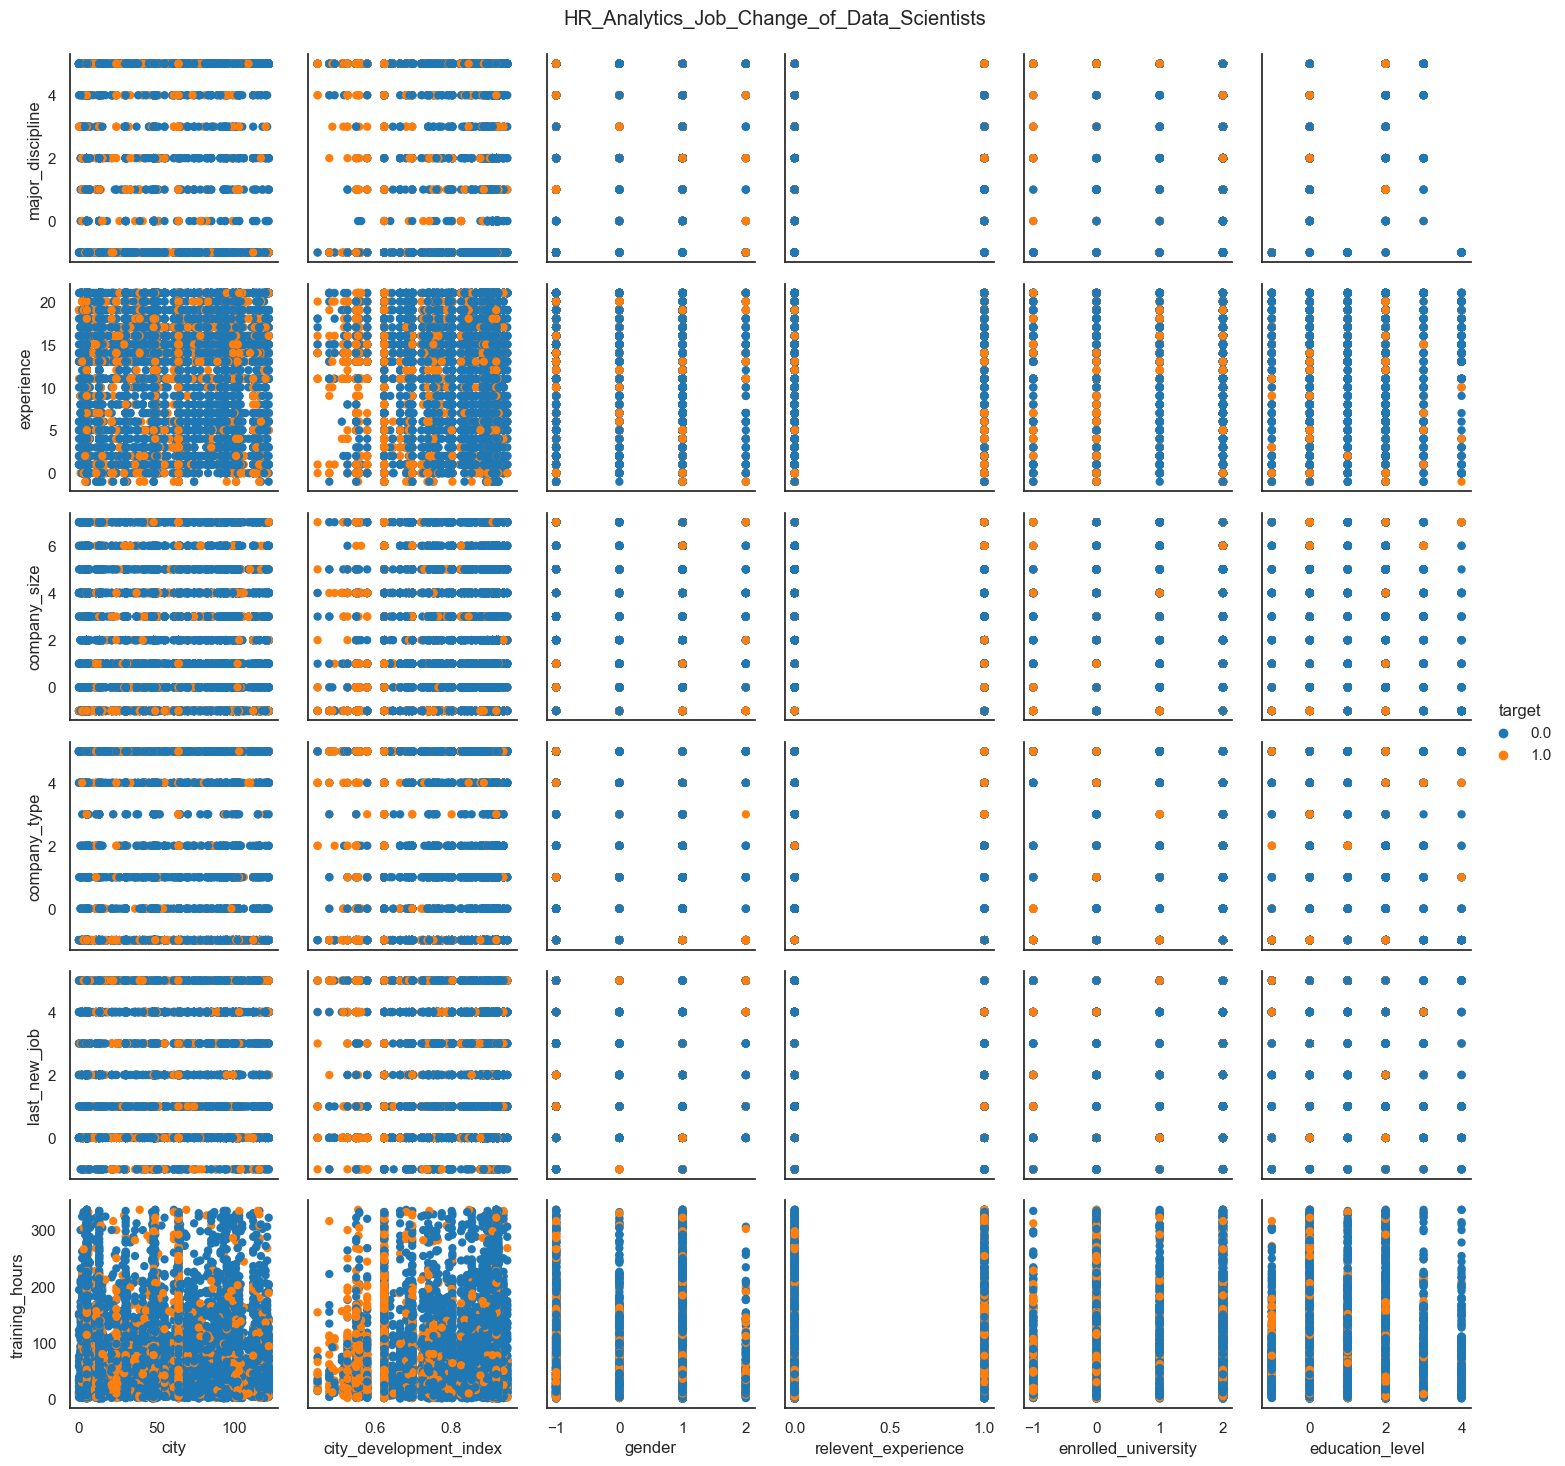 HR_Analytics_Job_Change_of_Data_Scientists
major_discipline
4
2
0
experience
20
15
10
5
0
company_size
6
4
2
0
target
0.0
1.0
company_type
4
2
0
last_new_job
4
2
0
training_hours
300
200
100
0
0 50 100
0.6 0.8
−1 0 1 2
0.0 0.5 1.0
−1 0 1 2
0 2 4
city
city_development_index
gender
relevent_experience
enrolled_university
education_level